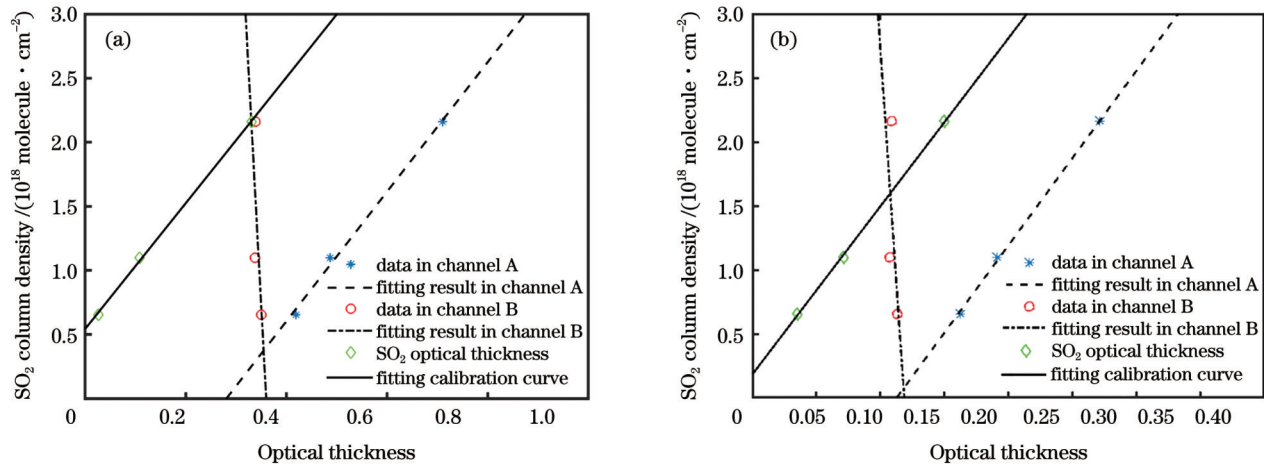 (a)
SO₂ column density /(10¹⁸ molecule · cm⁻²)
3.0
2.5
2.0
1.5
1.0
0.5
0
0.2
0.4
0.6
0.8
1.0
Optical thickness
data in channel A
fitting result in channel A
data in channel B
fitting result in channel B
SO₂ optical thickness
fitting calibration curve
(b)
SO₂ column density /(10¹⁸ molecule · cm⁻²)
3.0
2.5
2.0
1.5
1.0
0.5
0
0.05
0.10
0.15
0.20
0.25
0.30
0.35
0.40
Optical thickness
data in channel A
fitting result in channel A
data in channel B
fitting result in channel B
SO₂ optical thickness
fitting calibration curve